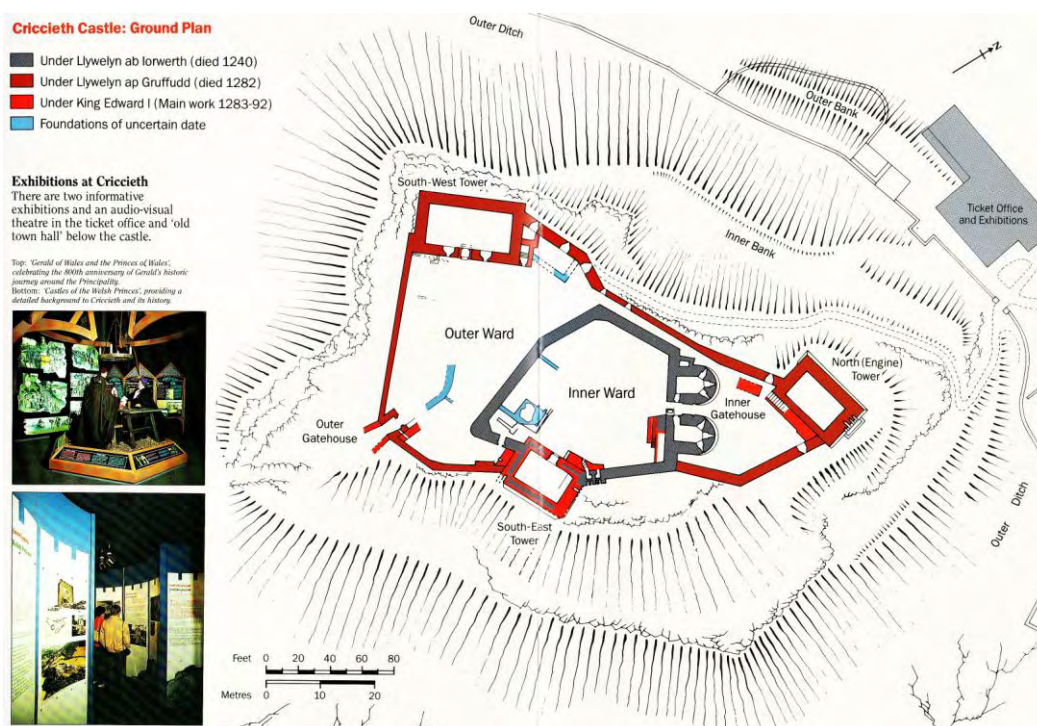 Criccieth Castle: Ground Plan
Under Llywelyn ab Iorwerth (died 1240)
Under Llywelyn ap Gruffudd (died 1282)
Under King Edward I (Main work 1283-92)
Foundations of uncertain date
Exhibitions at Criccieth
There are two informative
exhibitions and an audio-visual
theatre in the ticket office and 'old
town hall' below the castle.
Top: 'Gerald of Wales and the Princes of Wales',
celebrating the 800th anniversary of Gerald's historic
journey around the Principality.
Bottom: 'Castles of the Welsh Princes', providing a
detailed background to Criccieth and its history.
Outer Ditch
N
Outer Bank
Ticket Office
and Exhibitions
South-West Tower
Inner Bank
Outer Ward
Inner Ward
North (Engine)
Tower
Inner
Gatehouse
Outer
Gatehouse
South-East
Tower
Outer Ditch
Feet 0 20 40 60 80
Metres 0 10 20